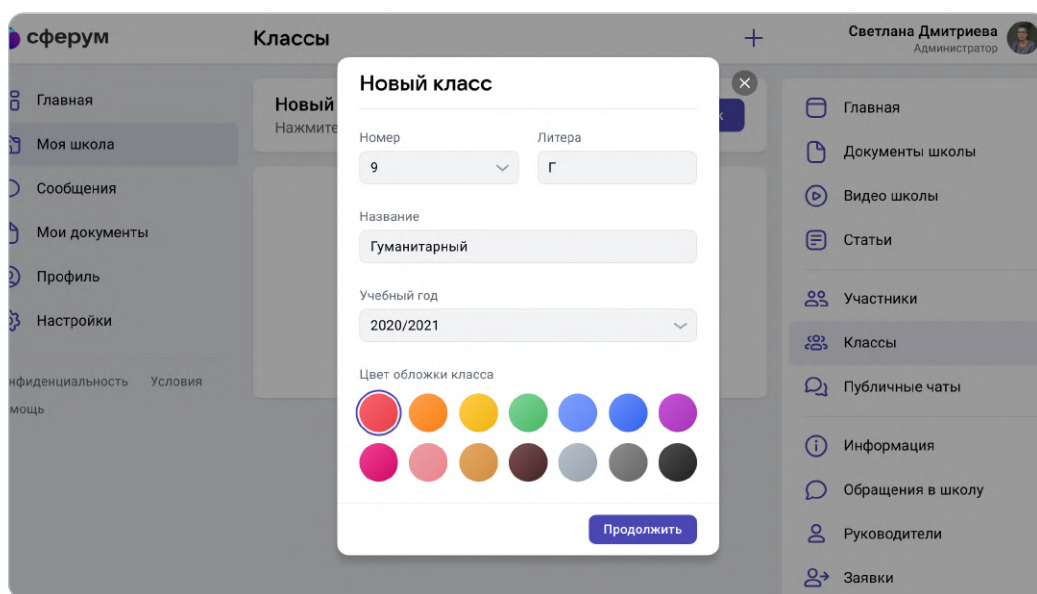 сферум
Классы
Светлана Дмитриева
Администратор
Главная
Моя школа
Сообщения
Мои документы
Профиль
Настройки
Условия
Новый
Нажмите
Новый класс
Номер
Литера
9
Г
Название
Гуманитарный
Учебный год
2020/2021
Цвет обложки класса
Продолжить
Главная
Документы школы
Видео школы
Статьи
Участники
Классы
Публичные чаты
Информация
Обращения в школу
Руководители
Заявки